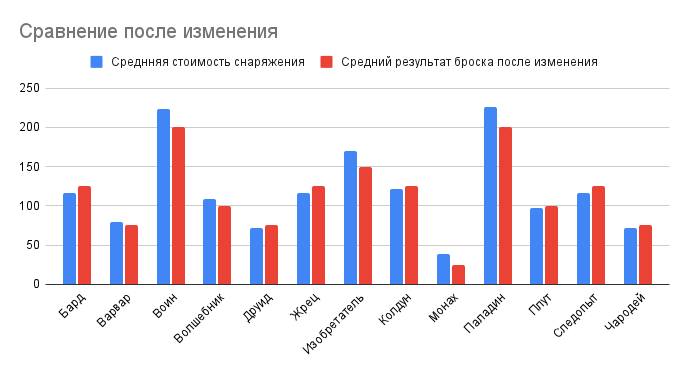 Сравнение после изменения
Среднняя стоимость снаряжения
Средний результат броска после изменения
250
200
150
100
50
0
Бард
Варвар
Воин
Волшебник
Друид
Жрец
Изобретатель
Колдун
Монах
Паладин
Плут
Следопыт
Чародей